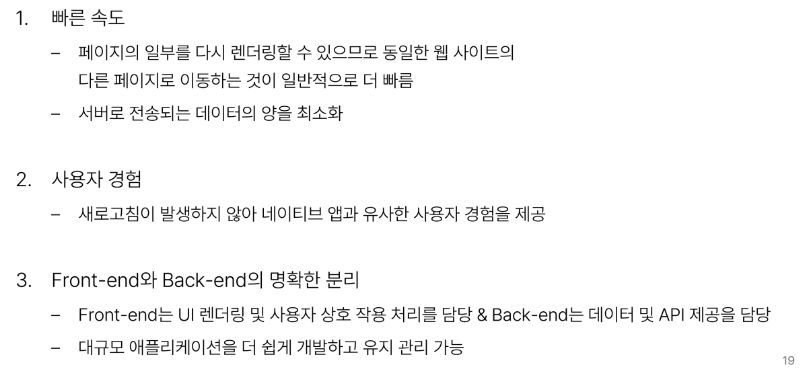 1. 빠른 속도
– 페이지의 일부를 다시 렌더링할 수 있으므로 동일한 웹 사이트의
다른 페이지로 이동하는 것이 일반적으로 더 빠름
– 서버로 전송되는 데이터의 양을 최소화
2. 사용자 경험
– 새로고침이 발생하지 않아 네이티브 앱과 유사한 사용자 경험을 제공
3. Front-end와 Back-end의 명확한 분리
– Front-end는 UI 렌더링 및 사용자 상호 작용 처리를 담당 & Back-end는 데이터 및 API 제공을 담당
– 대규모 애플리케이션을 더 쉽게 개발하고 유지 관리 가능
19